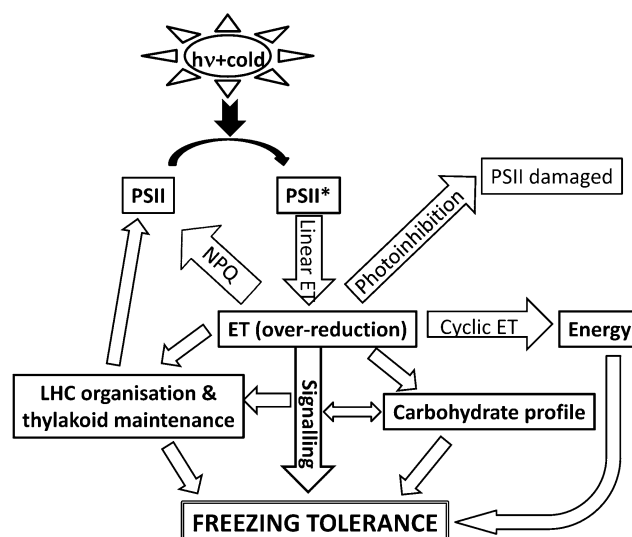 hν+cold
PSII
PSII*
PSII damaged
Photoinhibition
Linear ET
NPQ
ET (over-reduction)
Cyclic ET
Energy
LHC organisation &
thylakoid maintenance
Signalling
Carbohydrate profile
FREEZING TOLERANCE